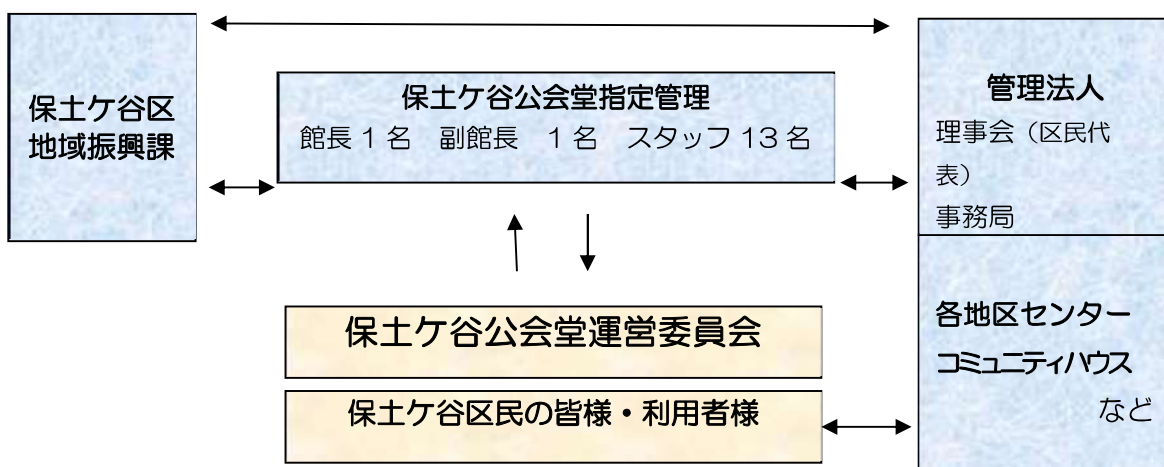 保土ケ谷区
地域振興課
保土ケ谷公会堂指定管理
館長1名 副館長 1名 スタッフ13名
管理法人
理事会(区民代
表)
事務局
保土ケ谷公会堂運営委員会
保土ケ谷区民の皆様・利用者様
各地区センター
コミュニティハウス
など